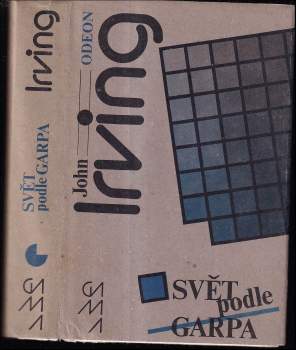 Irving
SVĚT
podle GARPA
John
Irving
ODEON
SVĚT
podle
GARPA